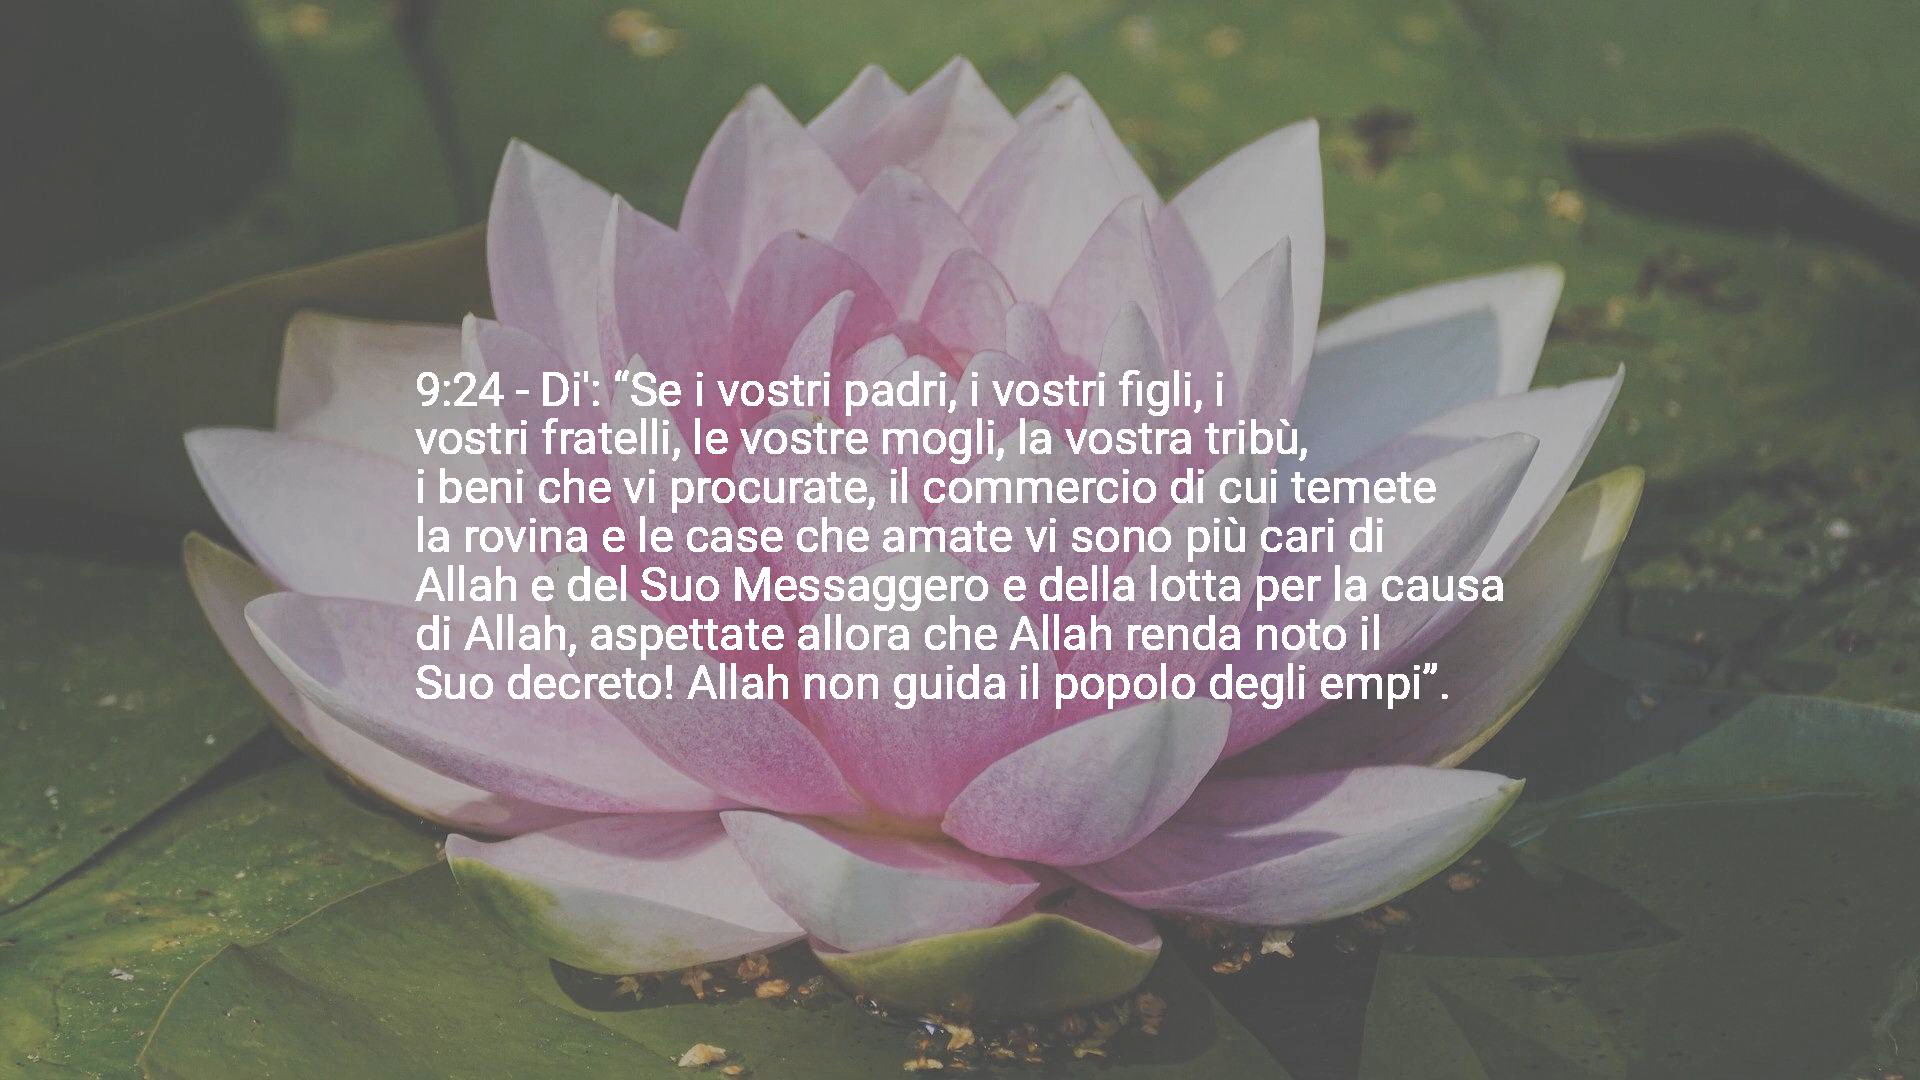 9:24 - Di': “Se i vostri padri, i vostri figli, i
vostri fratelli, le vostre mogli, la vostra tribù,
i beni che vi procurate, il commercio di cui temete
la rovina e le case che amate vi sono più cari di
Allah e del Suo Messaggero e della lotta per la causa
di Allah, aspettate allora che Allah renda noto il
Suo decreto! Allah non guida il popolo degli empi”.